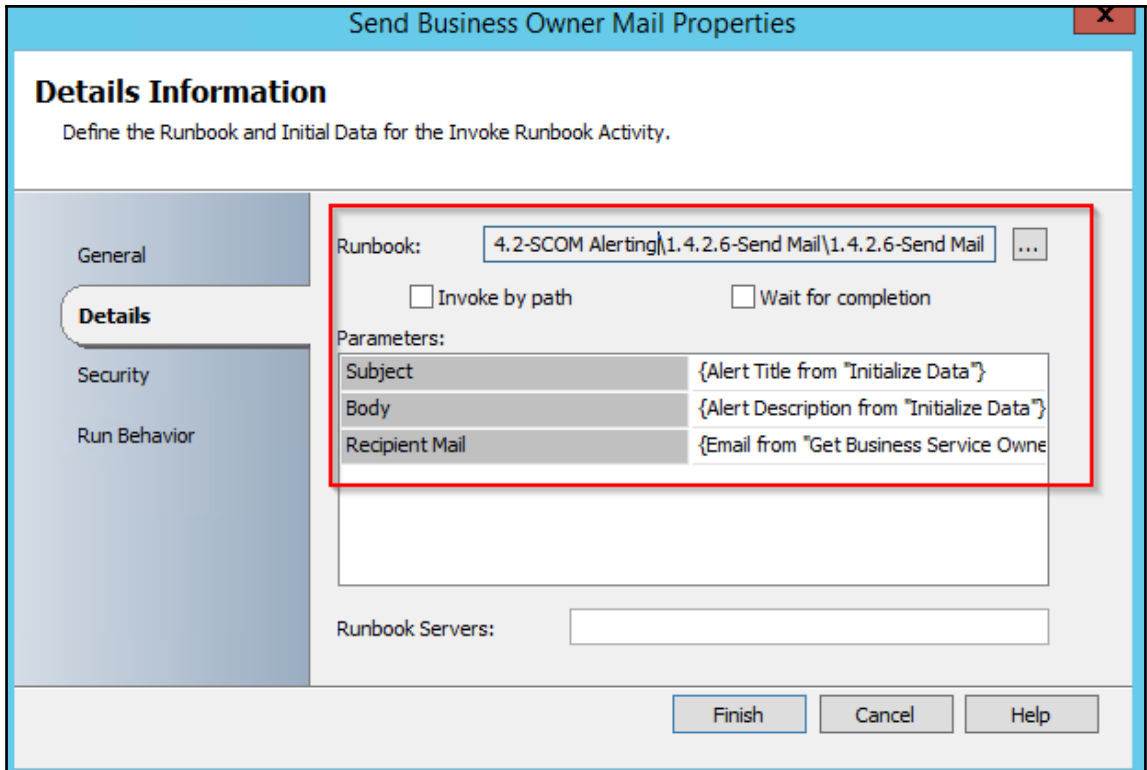 Send Business Owner Mail Properties
X
Details Information
Define the Runbook and Initial Data for the Invoke Runbook Activity.
General
Details
Security
Run Behavior
Runbook: 4.2-SCOM Alerting\1.4.2.6-Send Mail\1.4.2.6-Send Mail ...
Invoke by path Wait for completion
Parameters:
Subject {Alert Title from "Initialize Data"}
Body {Alert Description from "Initialize Data"}
Recipient Mail {Email from "Get Business Service Owne
Runbook Servers:
Finish Cancel Help